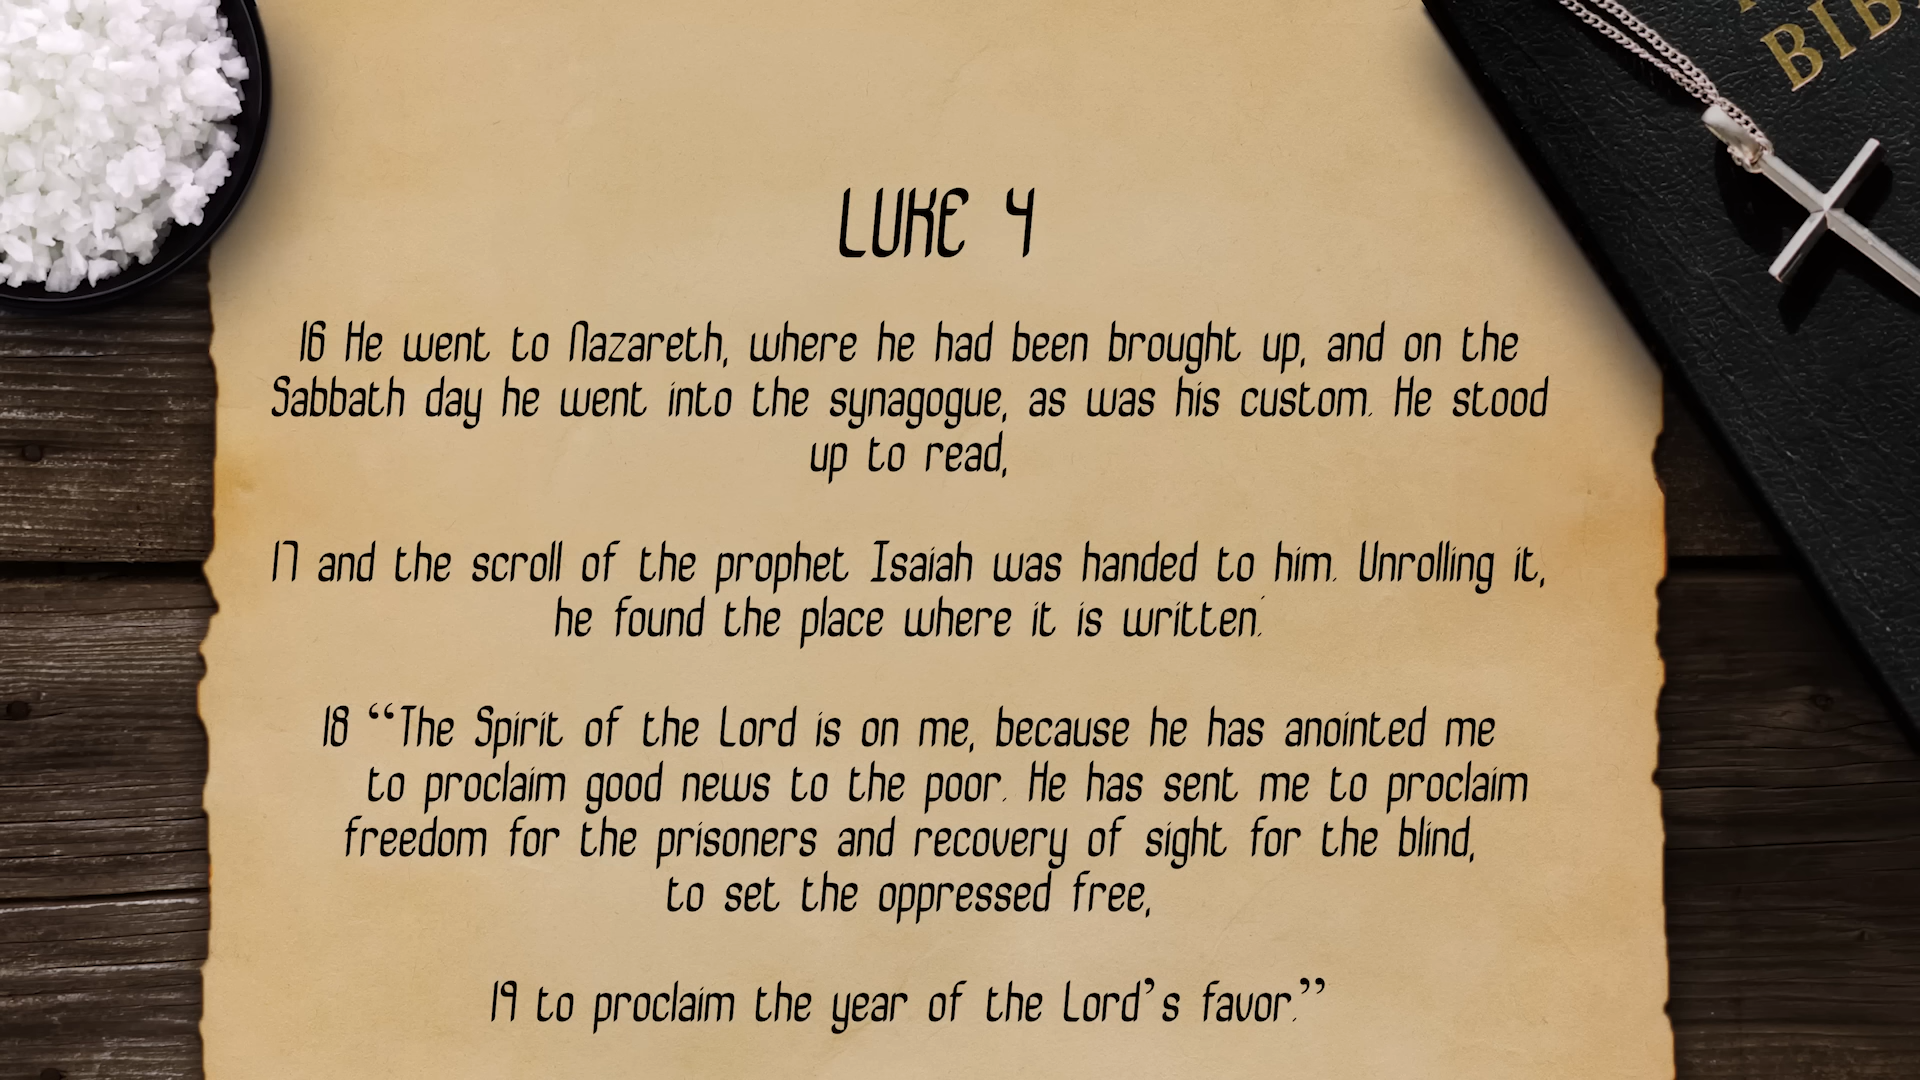 BIB
LUKE 4
16 He went to Nazareth, where he had been brought up, and on the
Sabbath day he went into the synagogue, as was his custom. He stood
up to read,
17 and the scroll of the prophet Isaiah was handed to him. Unrolling it,
he found the place where it is written:
18 “The Spirit of the Lord is on me, because he has anointed me
to proclaim good news to the poor. He has sent me to proclaim
freedom for the prisoners and recovery of sight for the blind,
to set the oppressed free,
19 to proclaim the year of the Lord’s favor.”